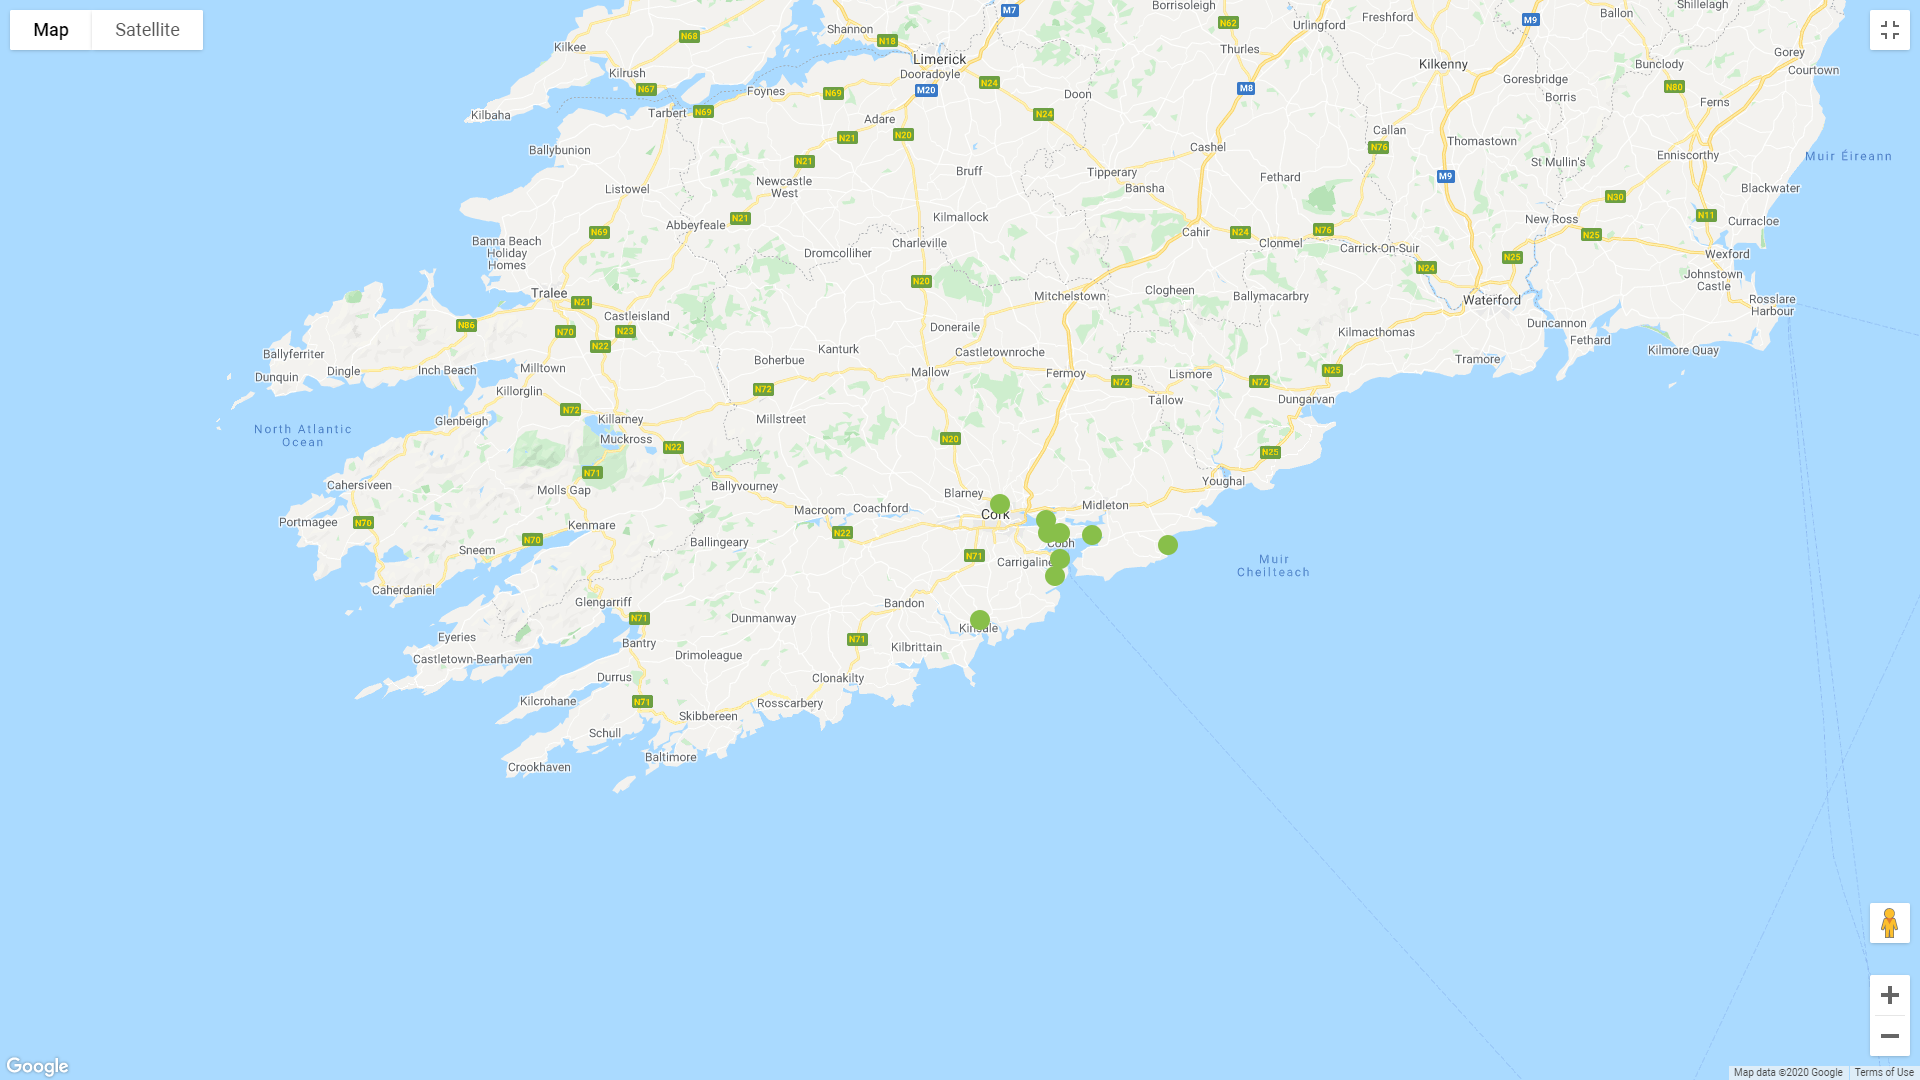 Map
Satellite
M7
Borrisoleigh
Shillelagh
Ballon
N62
M9
Freshford
Urlingford
Shannon
N68
N18
Kilkee
Thurles
Gorey
Limerick
Kilkenny
Bunclody
Courtown
Kilrush
Dooradoyle
N24
Goresbridge
N67
M20
M8
N80
Foynes
N69
Doon
Borris
Ferns
Kilbaha
Tarbert
N69
Adare
N24
N21
N20
Callan
Thomastown
Ballybunion
Cashel
N76
Enniscorthy
Muir Éireann
N21
St Mullin's
Bruff
Tipperary
M9
Newcastle
West
Fethard
Bansha
Blackwater
Listowel
N30
N21
Kilmallock
New Ross
N11
Curracloe
Abbeyfeale
N69
Cahir
N24
N76
N25
Banna Beach
Holiday
Homes
Charleville
Clonmel
Carrick-On-Suir
Dromcolliher
N25
Wexford
N24
Johnstown
Castle
N20
Tralee
Clogheen
Mitchelstown
Ballymacarbry
Waterford
Rosslare
Harbour
N21
Castleisland
N86
N70
N23
Doneraile
Kilmacthomas
Duncannon
Fethard
N22
Kanturk
Castletownroche
Kilmore Quay
Ballyferriter
Boherbue
Tramore
Dingle
Inch Beach
Milltown
Mallow
Fermoy
N72
Lismore
N72
N25
Dunquin
Killorglin
N72
Tallow
Dungarvan
N72
Glenbeigh
Killarney
Millstreet
North Atlantic
Ocean
Muckross
N22
N20
N25
N71
Cahersiveen
Molls Gap
Ballyvourney
Blarney
Youghal
Midleton
Macroom
Coachford
Cork
Portmagee
N70
Kenmare
N22
N70
Ballingeary
Cobh
Sneem
N71
Carrigaline
Muir
Cheilteach
Caherdaniel
Glengarriff
Bandon
N71
Dunmanway
Kinsale
Eyeries
Bantry
N71
Kilbrittain
Castletown-Bearhaven
Drimoleague
Durrus
Clonakilty
Kilcrohane
N71
Rosscarbery
Skibbereen
Schull
Baltimore
Crookhaven
Google
Map data ©2020 Google
Terms of Use